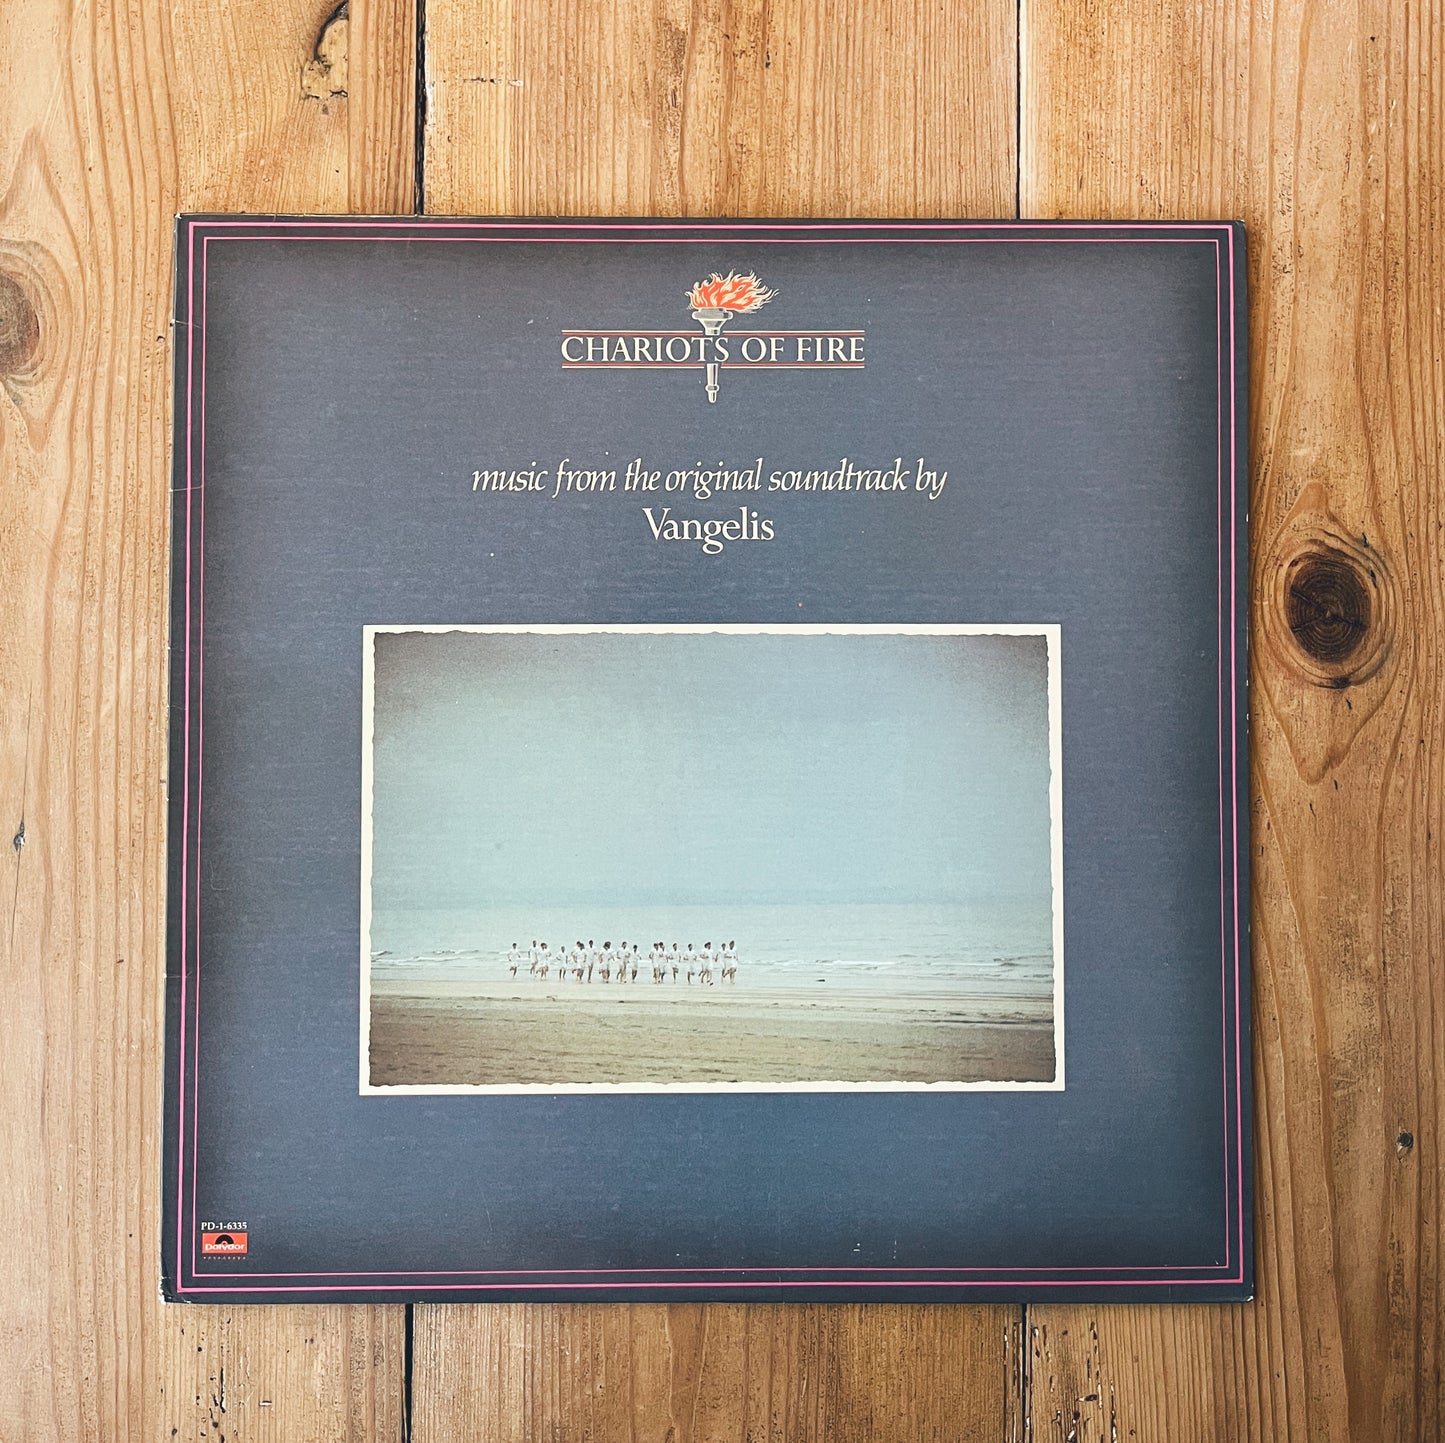 CHARIOTS OF FIRE
music from the original soundtrack by
Vangelis
PD-1-6335
polydor